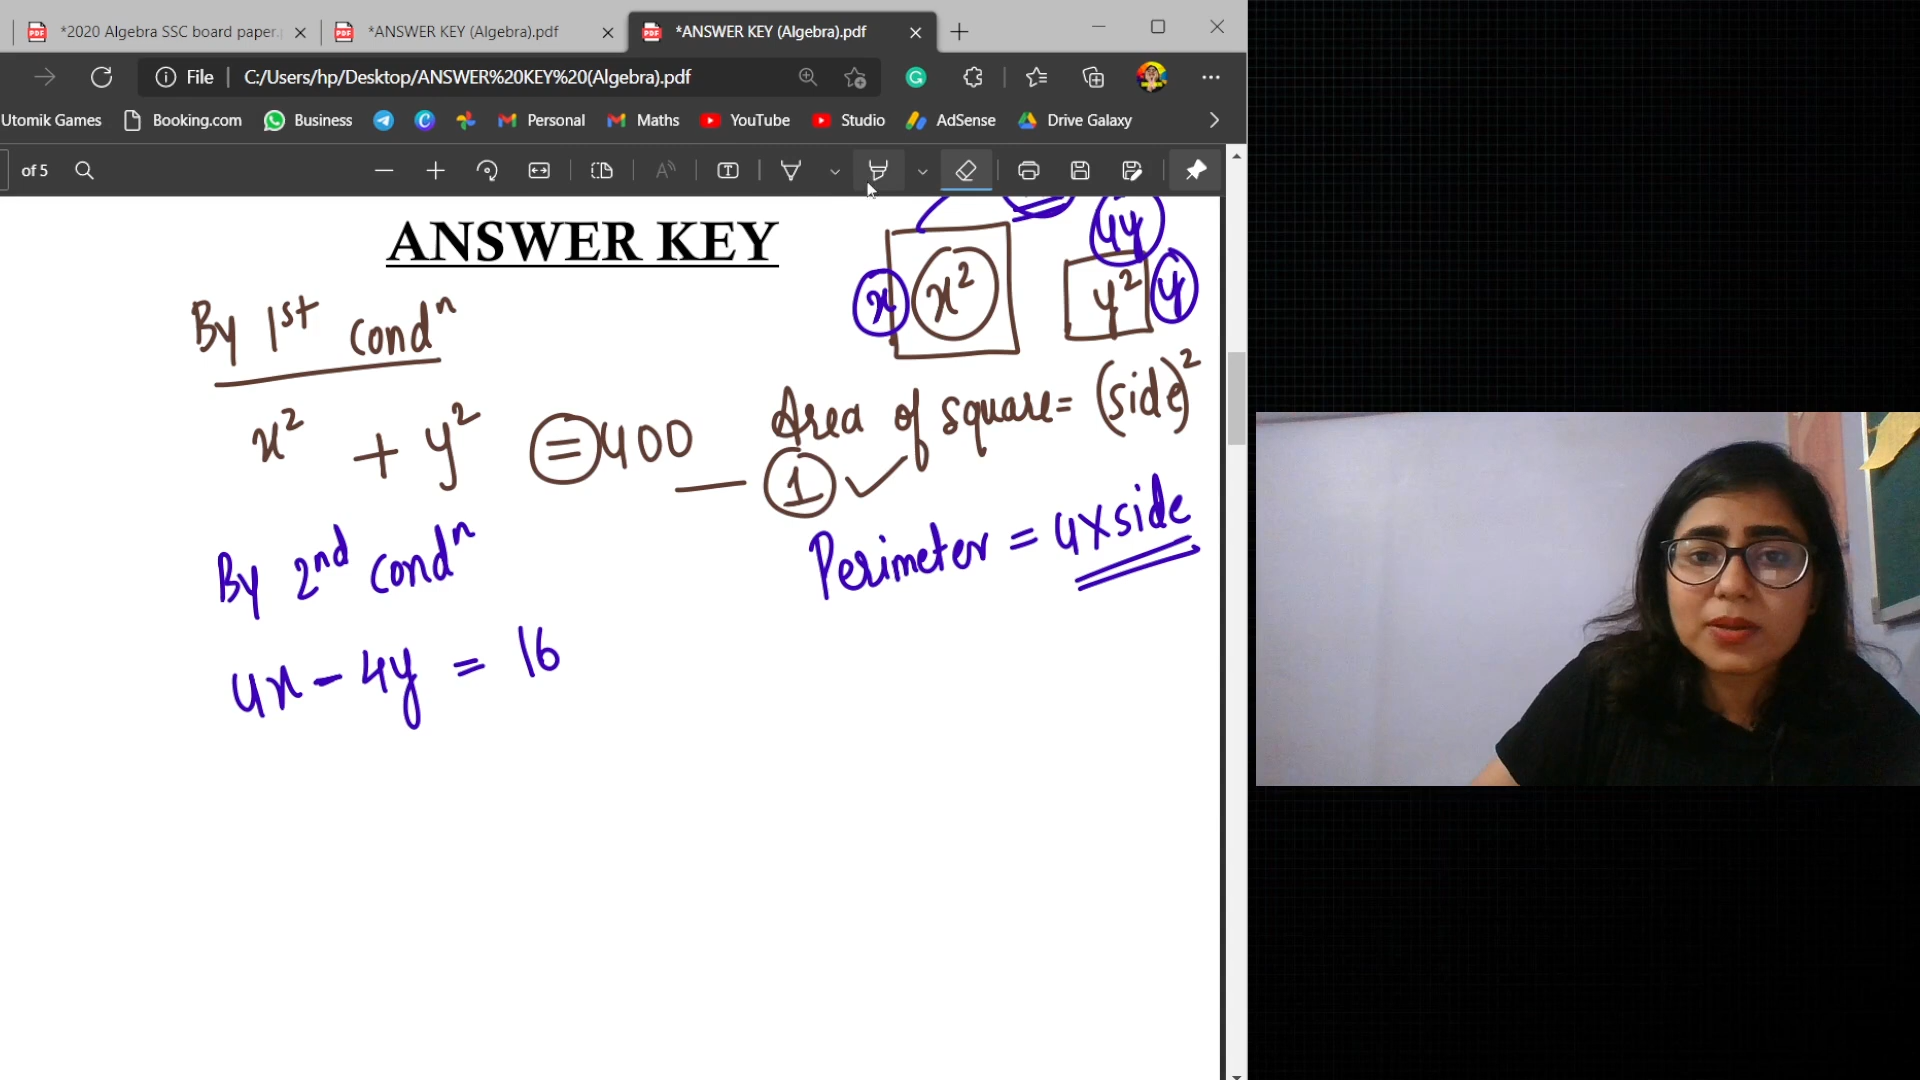 *2020 Algebra SSC board paper.p
*ANSWER KEY (Algebra).pdf
*ANSWER KEY (Algebra).pdf
File
C:/Users/hp/Desktop/ANSWER%20KEY%20(Algebra).pdf
Utomik Games Booking.com Business Personal Maths YouTube Studio AdSense Drive Galaxy
of 5
ANSWER KEY
4y
x x² y² y
By 1st condⁿ
x² + y² = 400 1
Area of square = (side)²
Perimeter = 4 × side
By 2nd condⁿ
4x - 4y = 16